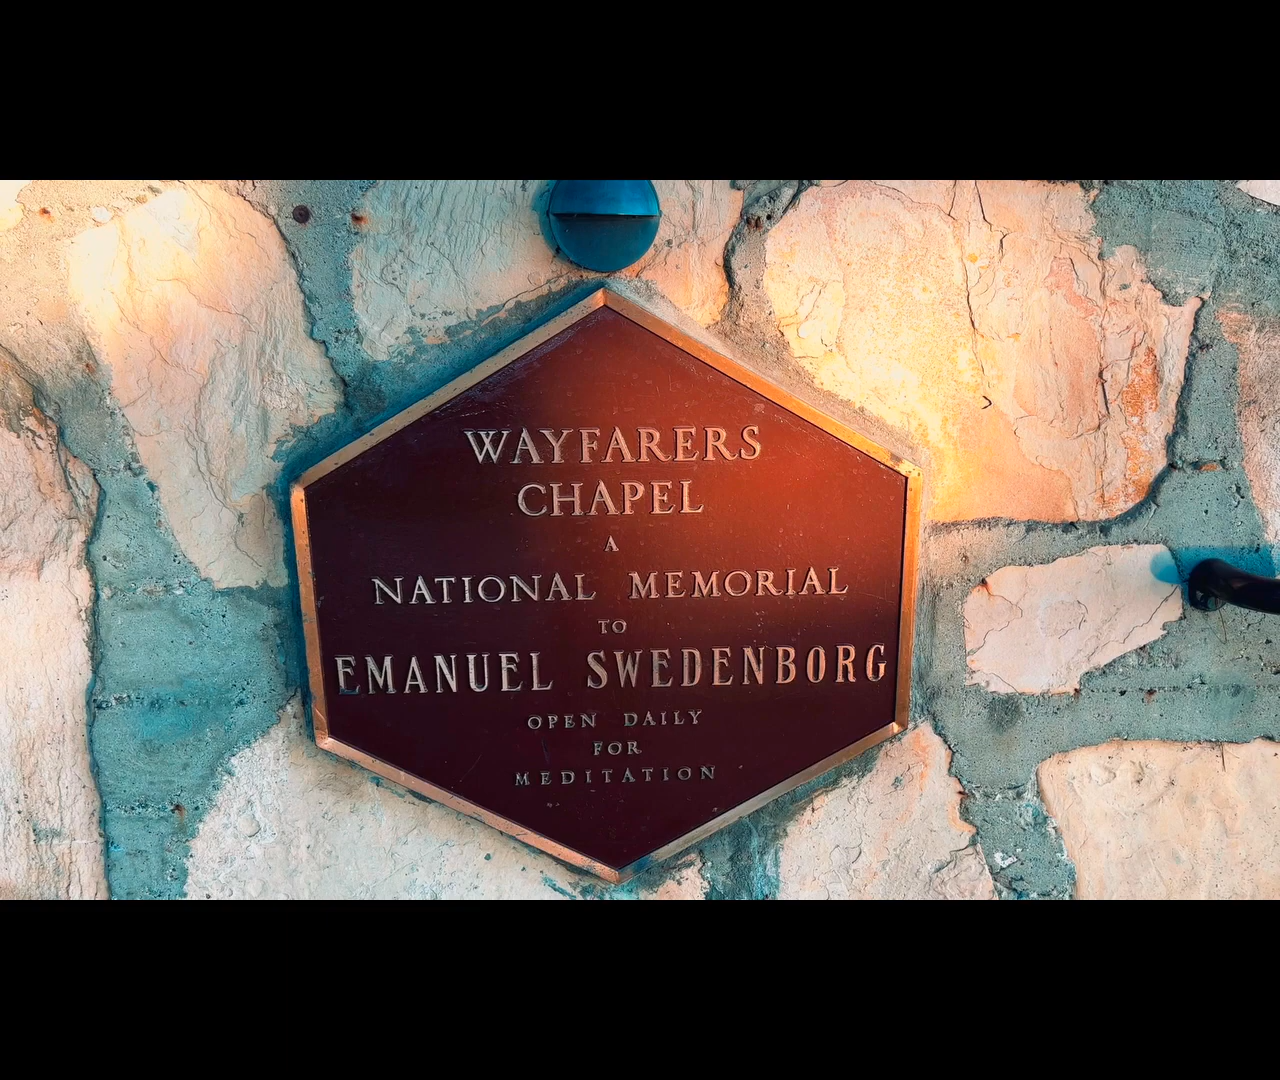 WAYFARERS
CHAPEL
A
NATIONAL MEMORIAL
TO
EMANUEL SWEDENBORG
OPEN DAILY
FOR
MEDITATION